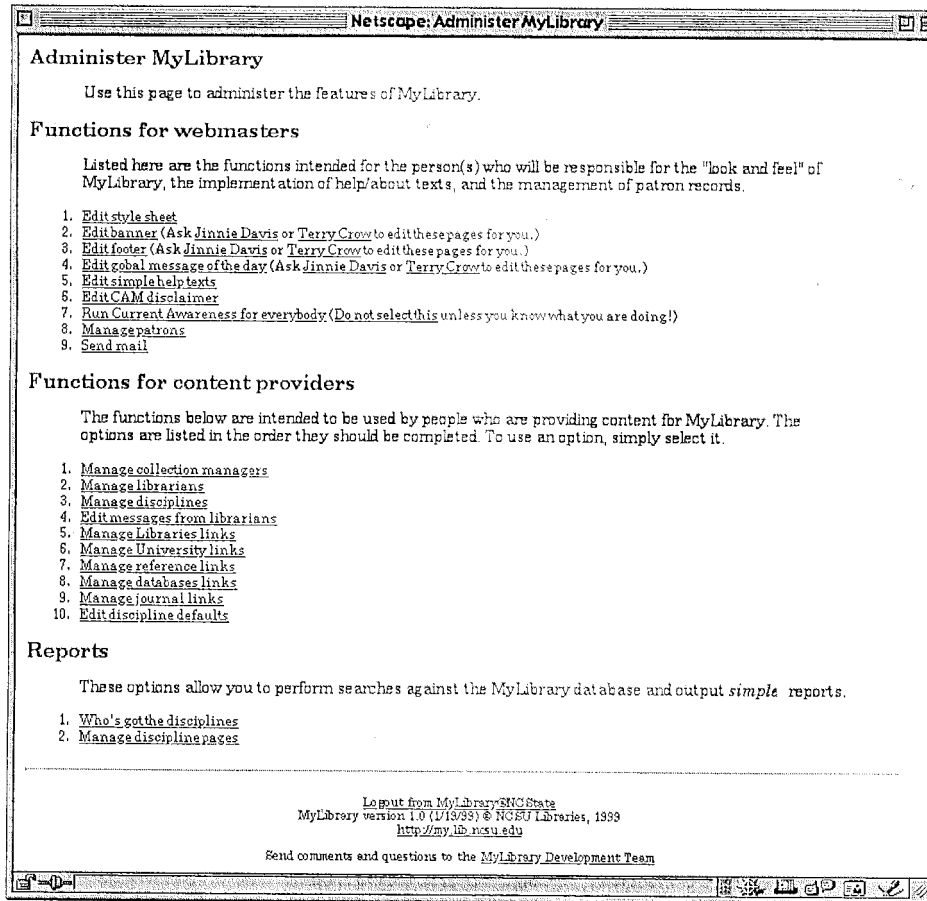 Netscape: Administer MyLibrary
Administer MyLibrary
Use this page to administer the features of MyLibrary.
Functions for webmasters
Listed here are the functions intended for the person(s) who will be responsible for the "look and feel" of
MyLibrary, the implementation of help/about texts, and the management of patron records.
1. Edit style sheet
2. Edit banner (Ask Jinnie Davis or Terry Crow to edit these pages for you.)
3. Edit footer (Ask Jinnie Davis or Terry Crow to edit these pages for you.)
4. Edit gobal message of the day (Ask Jinnie Davis or Terry Crow to edit these pages for you.)
5. Edit simple help texts
6. Edit CAM disclaimer
7. Run Current Awareness for everybody (Do not select this unless you know what you are doing!)
8. Manage patrons
9. Send mail
Functions for content providers
The functions below are intended to be used by people who are providing content for MyLibrary. The
options are listed in the order they should be completed. To use an option, simply select it.
1. Manage collection managers
2. Manage librarians
3. Manage disciplines
4. Edit messages from librarians
5. Manage Libraries links
6. Manage University links
7. Manage reference links
8. Manage databases links
9. Manage journal links
10. Edit discipline defaults
Reports
These options allow you to perform searches against the MyLibrary database and output simple reports.
1. Who's got the disciplines
2. Manage discipline pages
Logout from MyLibrary@NCState
MyLibrary version 1.0 (1/19/99) © NCSU Libraries, 1999
http://my.lib.ncsu.edu
Send comments and questions to the MyLibrary Development Team